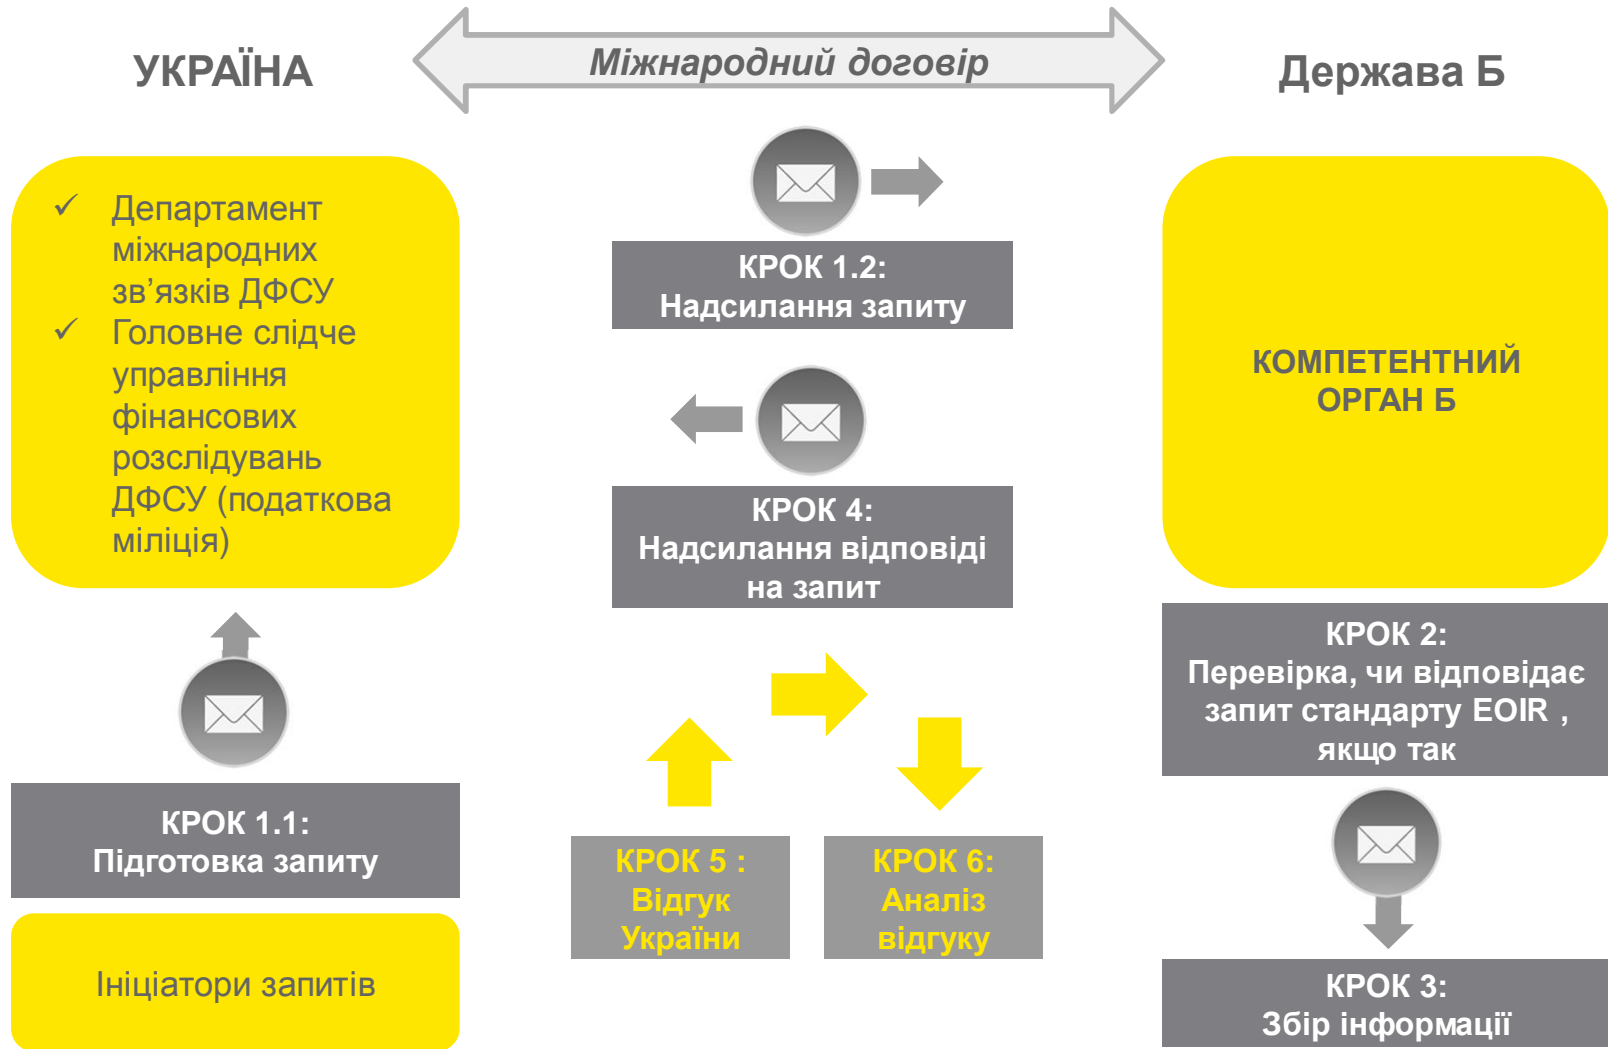 УКРАЇНА
Міжнародний договір
Держава Б
✓ Департамент
міжнародних
зв’язків ДФСУ
✓ Головне слідче
управління
фінансових
розслідувань
ДФСУ (податкова
міліція)
КРОК 1.2:
Надсилання запиту
КОМПЕТЕНТНИЙ
ОРГАН Б
КРОК 4:
Надсилання відповіді
на запит
КРОК 2:
Перевірка, чи відповідає
запит стандарту EOIR ,
якщо так
КРОК 1.1:
Підготовка запиту
КРОК 5 :
Відгук
України
КРОК 6:
Аналіз
відгуку
Ініціатори запитів
КРОК 3:
Збір інформації